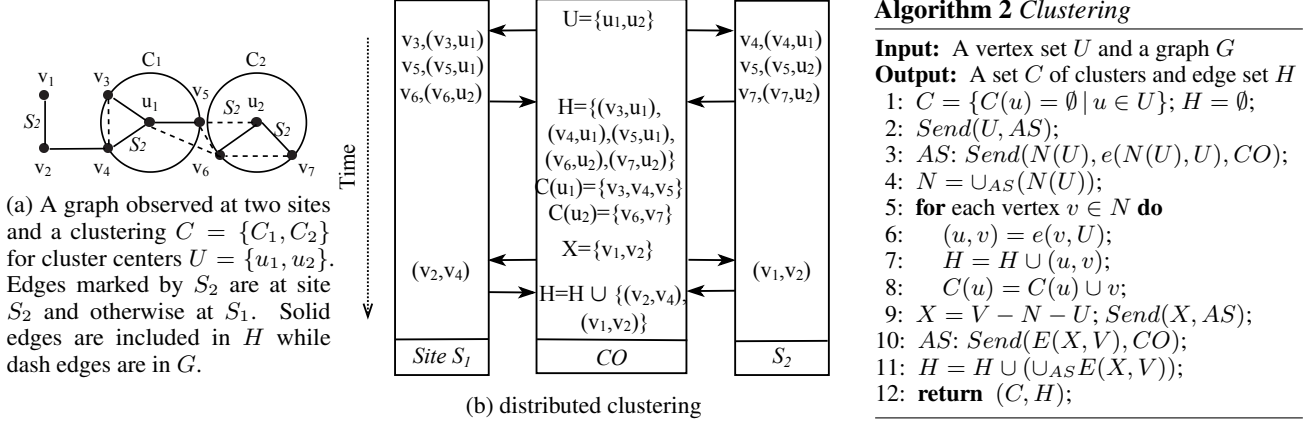 C₁
C₂
v₁
v₃
u₁
v₅
S₂
u₂
S₂
S₂
S₂
v₂
v₄
v₆
v₇
(a) A graph observed at two sites
and a clustering C = {C₁, C₂}
for cluster centers U = {u₁, u₂}.
Edges marked by S₂ are at site
S₂ and otherwise at S₁. Solid
edges are included in H while
dash edges are in G.
Time
U={u₁,u₂}
v₃,(v₃,u₁)
v₅,(v₅,u₁)
v₆,(v₆,u₂)
v₄,(v₄,u₁)
v₅,(v₅,u₂)
v₇,(v₇,u₂)
H={(v₃,u₁),
(v₄,u₁),(v₅,u₁),
(v₆,u₂),(v₇,u₂)}
C(u₁)={v₃,v₄,v₅}
C(u₂)={v₆,v₇}
X={v₁,v₂}
(v₂,v₄)
(v₁,v₂)
H=H ∪ {(v₂,v₄),
(v₁,v₂)}
Site S₁
CO
S₂
(b) distributed clustering
Algorithm 2 Clustering
Input: A vertex set U and a graph G
Output: A set C of clusters and edge set H
1: C = {C(u) = ∅ | u ∈ U}; H = ∅;
2: Send(U, AS);
3: AS: Send(N(U), e(N(U), U), CO);
4: N = ∪_AS(N(U));
5: for each vertex v ∈ N do
6: (u, v) = e(v, U);
7: H = H ∪ (u, v);
8: C(u) = C(u) ∪ v;
9: X = V − N − U; Send(X, AS);
10: AS: Send(E(X, V), CO);
11: H = H ∪ (∪_AS E(X, V));
12: return (C, H);